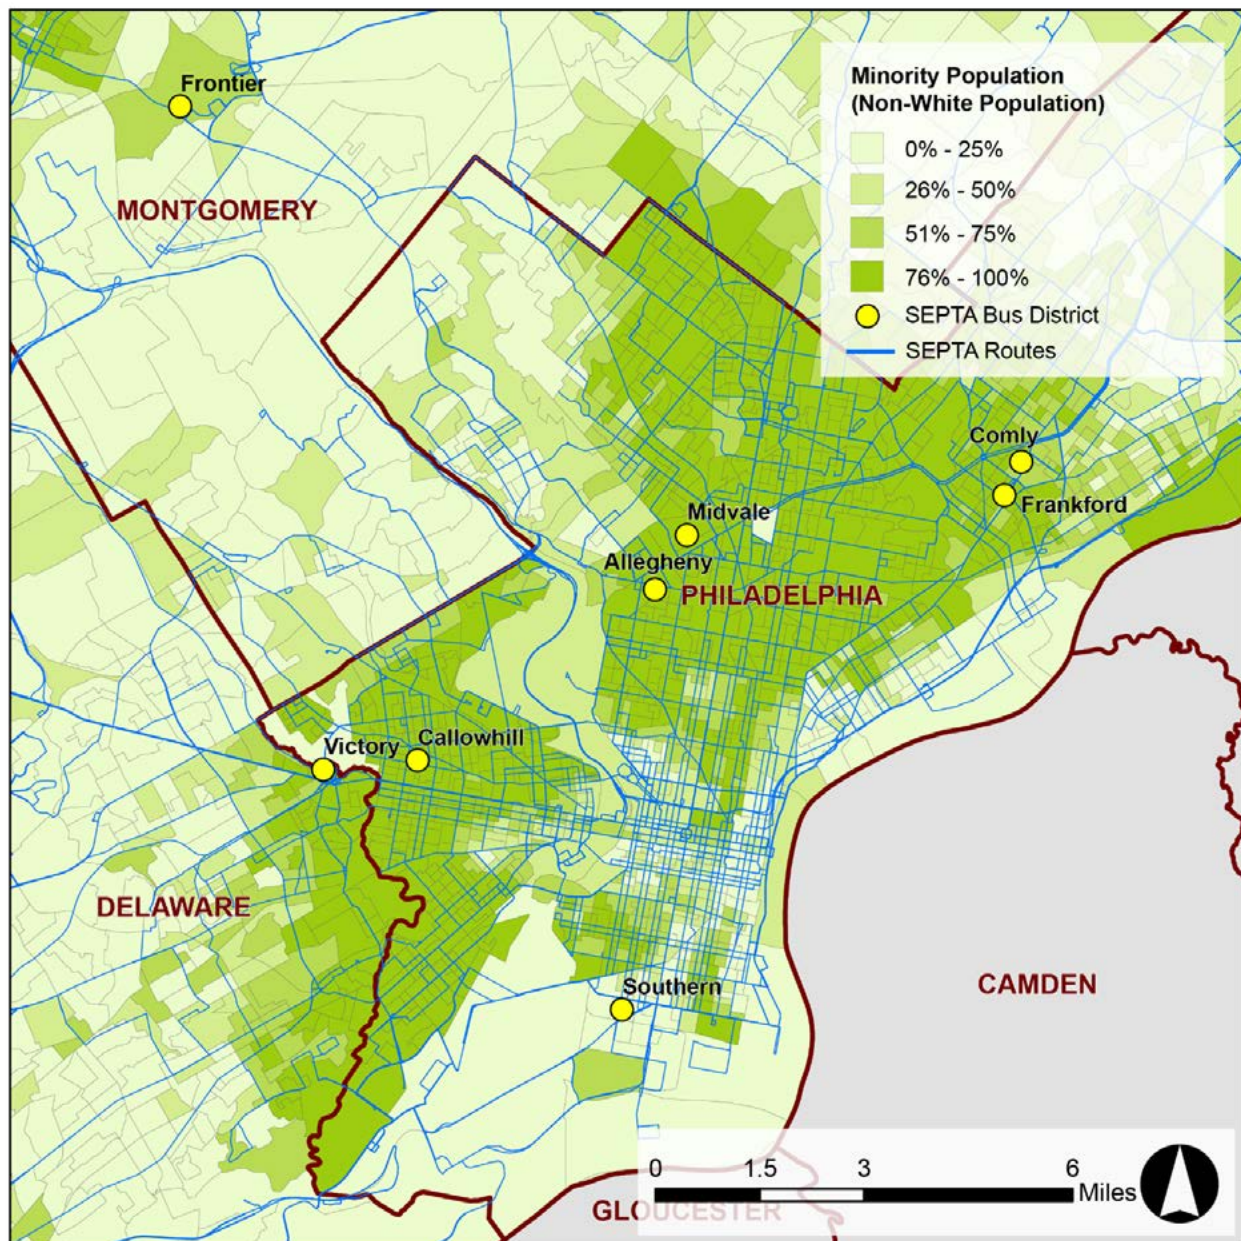 Frontier
Minority Population
(Non-White Population)
0% - 25%
26% - 50%
51% - 75%
76% - 100%
SEPTA Bus District
SEPTA Routes
MONTGOMERY
Comly
Frankford
Midvale
Allegheny
PHILADELPHIA
Victory
Callowhill
DELAWARE
Southern
CAMDEN
0 1.5 3 6
Miles
GLOUCESTER